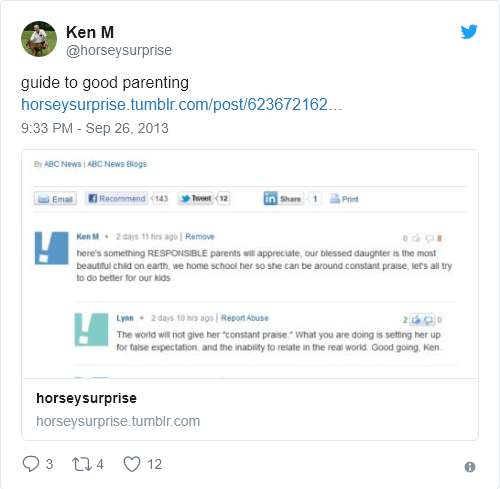 Ken M
@horseysurprise
guide to good parenting
horseysurprise.tumblr.com/post/623672162…
9:33 PM - Sep 26, 2013
By ABC News | ABC News Blogs
Email Recommend 143 Tweet 12 in Share 1 Print
Ken M • 2 days 11 hrs ago | Remove 0 8
here's something RESPONSIBLE parents will appreciate, our blessed daughter is the most
beautiful child on earth, we home school her so she can be around constant praise, let's all try
to do better for our kids
Lynn • 2 days 10 hrs ago | Report Abuse 2 0
The world will not give her "constant praise." What you are doing is setting her up
for false expectation, and the inability to relate in the real world. Good going, Ken.
horseysurprise
horseysurprise.tumblr.com
3 4 12